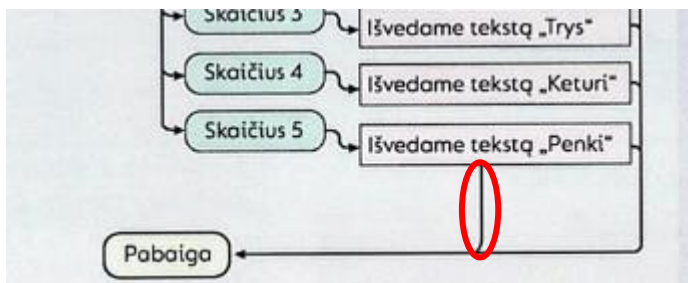 Skaičius 3
Išvedame tekstą „Trys“
Skaičius 4
Išvedame tekstą „Keturi“
Skaičius 5
Išvedame tekstą „Penki“
Pabaiga